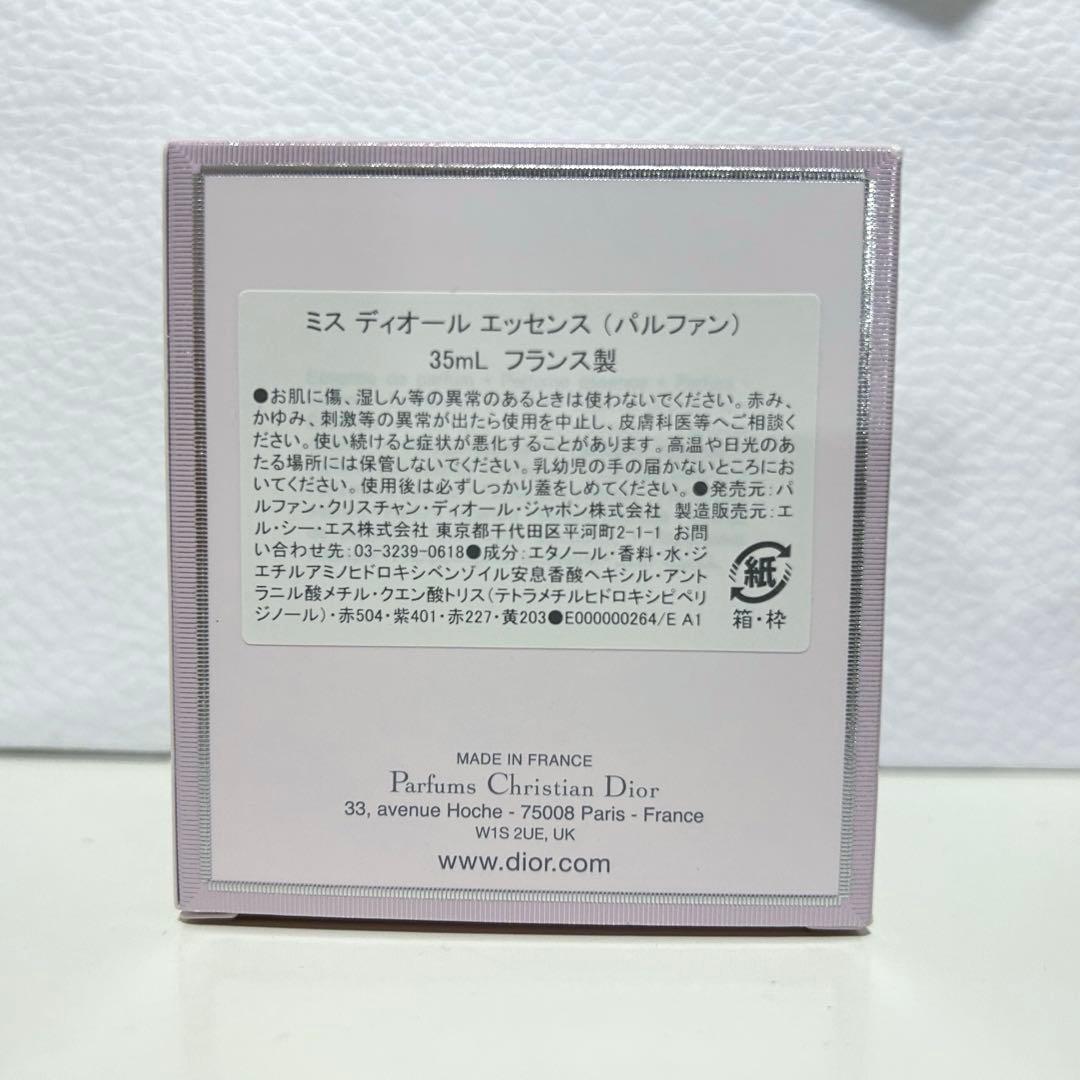 ミス ディオール エッセンス（パルファン）
35mL フランス製
●お肌に傷、湿しん等の異常のあるときは使わないでください。赤み、
かゆみ、刺激等の異常が出たら使用を中止し、皮膚科医等へご相談く
ださい。使い続けると症状が悪化することがあります。高温や日光のあ
たる場所には保管しないでください。乳幼児の手の届かないところにお
いてください。使用後は必ずしっかり蓋をしめてください。●発売元：パ
ルファン・クリスチャン・ディオール・ジャポン株式会社 製造販売元：エ
ル・シー・エス株式会社 東京都千代田区平河町2-1-1 お問
い合わせ先：03-3239-0618●成分：エタノール・香料・水・ジ
エチルアミノヒドロキシベンゾイル安息香酸ヘキシル・アント
ラニル酸メチル・クエン酸トリス（テトラメチルヒドロキシピペリ
ジノール）・赤504・紫401・赤227・黄203●E000000264/E A1
紙
箱・枠
MADE IN FRANCE
Parfums Christian Dior
33, avenue Hoche - 75008 Paris - France
W1S 2UE, UK
www.dior.com